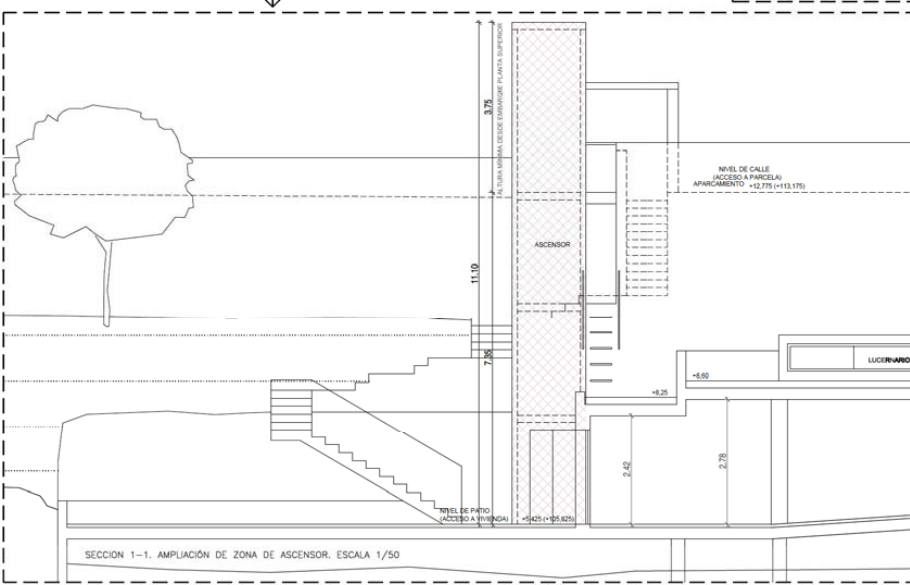 3,75
ALTURA MÍNIMA DESDE EMBARQUE PLANTA SUPERIOR
NIVEL DE CALLE
(ACCESO A PARCELA)
APARCAMIENTO +12,775 (+113,175)
ASCENSOR
11,10
7,35
LUCERNARIO
+8,60
+8,25
2,42
2,78
NIVEL DE PATIO
(ACCESO A VIVIENDA) +5,425 (+105,825)
SECCION 1-1. AMPLIACIÓN DE ZONA DE ASCENSOR. ESCALA 1/50